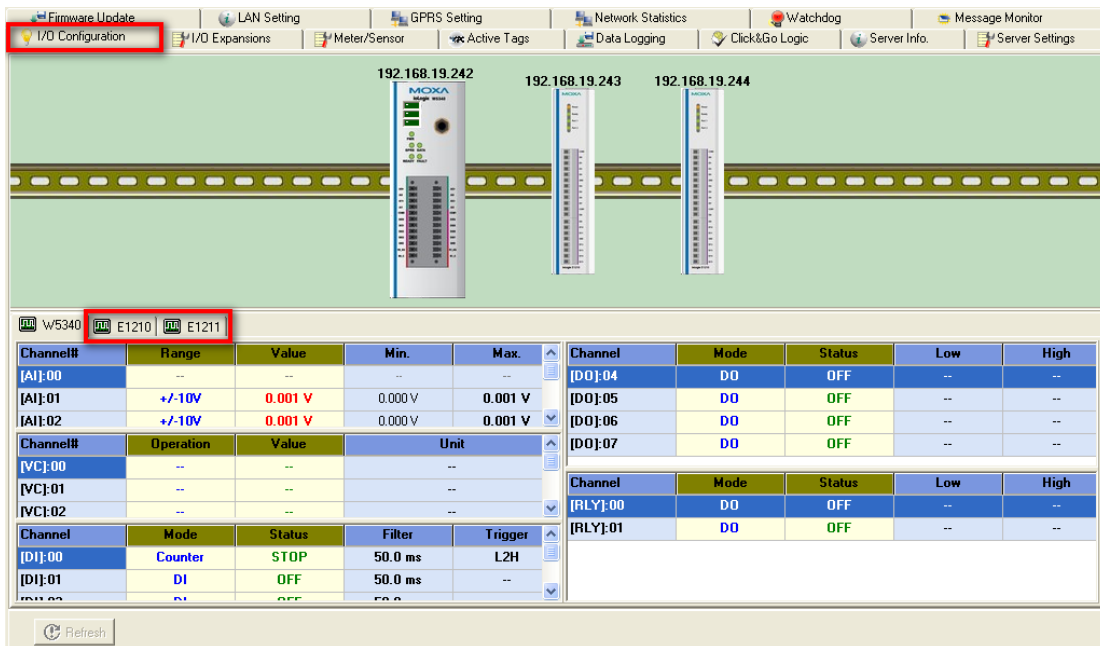 Firmware Update LAN Setting GPRS Setting Network Statistics Watchdog Message Monitor
I/O Configuration I/O Expansions Meter/Sensor Active Tags Data Logging Click&Go Logic Server Info. Server Settings
192.168.19.242 192.168.19.243 192.168.19.244
MOXA
W5340 E1210 E1211
Channel# Range Value Min. Max.
[AI]:00 -- -- -- --
[AI]:01 +/-10V 0.001 V 0.000 V 0.001 V
[AI]:02 +/-10V 0.001 V 0.000 V 0.001 V
Channel# Operation Value Unit
[VC]:00 -- -- --
[VC]:01 -- -- --
[VC]:02 -- -- --
Channel Mode Status Filter Trigger
[DI]:00 Counter STOP 50.0 ms L2H
[DI]:01 DI OFF 50.0 ms --
Channel Mode Status Low High
[DO]:04 DO OFF -- --
[DO]:05 DO OFF -- --
[DO]:06 DO OFF -- --
[DO]:07 DO OFF -- --
Channel Mode Status Low High
[RLY]:00 DO OFF -- --
[RLY]:01 DO OFF -- --
Refresh